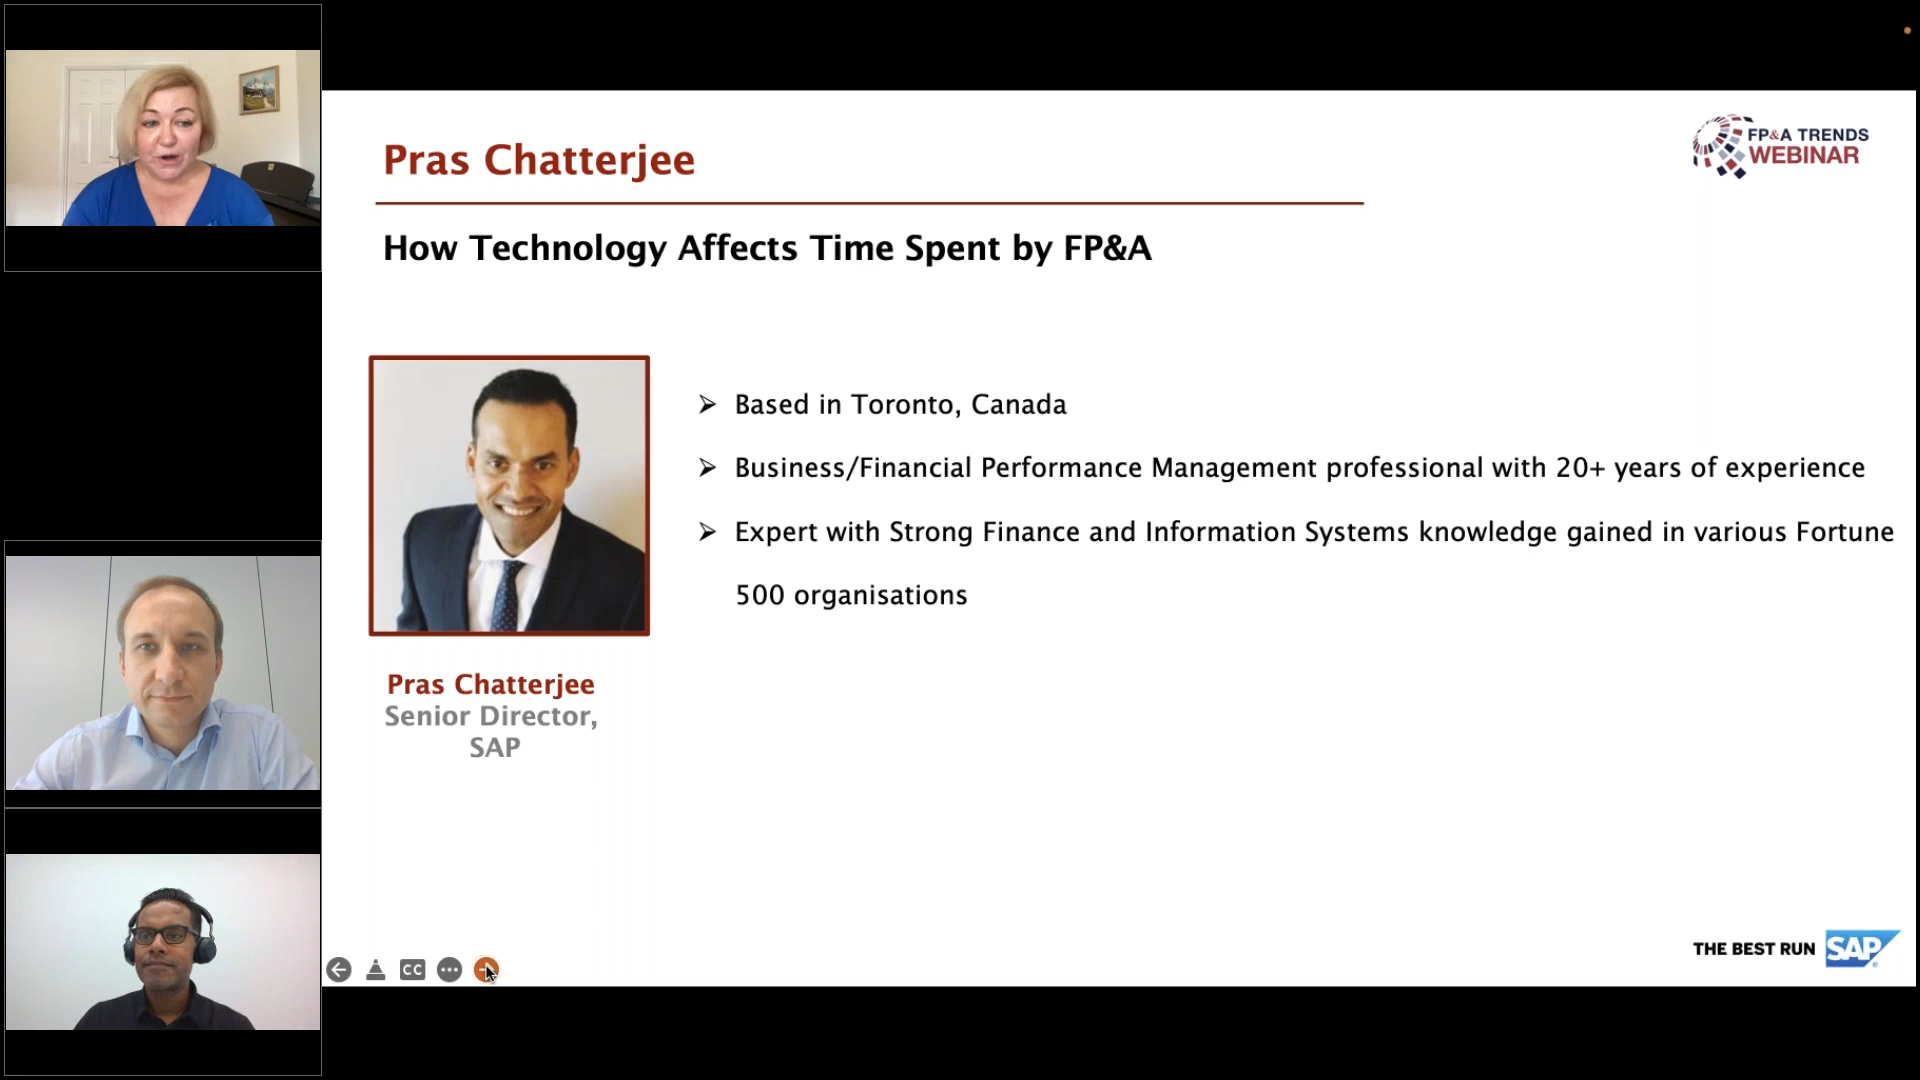 Pras Chatterjee
FP&A TRENDS
WEBINAR
How Technology Affects Time Spent by FP&A
➢ Based in Toronto, Canada
➢ Business/Financial Performance Management professional with 20+ years of experience
➢ Expert with Strong Finance and Information Systems knowledge gained in various Fortune
500 organisations
Pras Chatterjee
Senior Director,
SAP
THE BEST RUN SAP®
CC